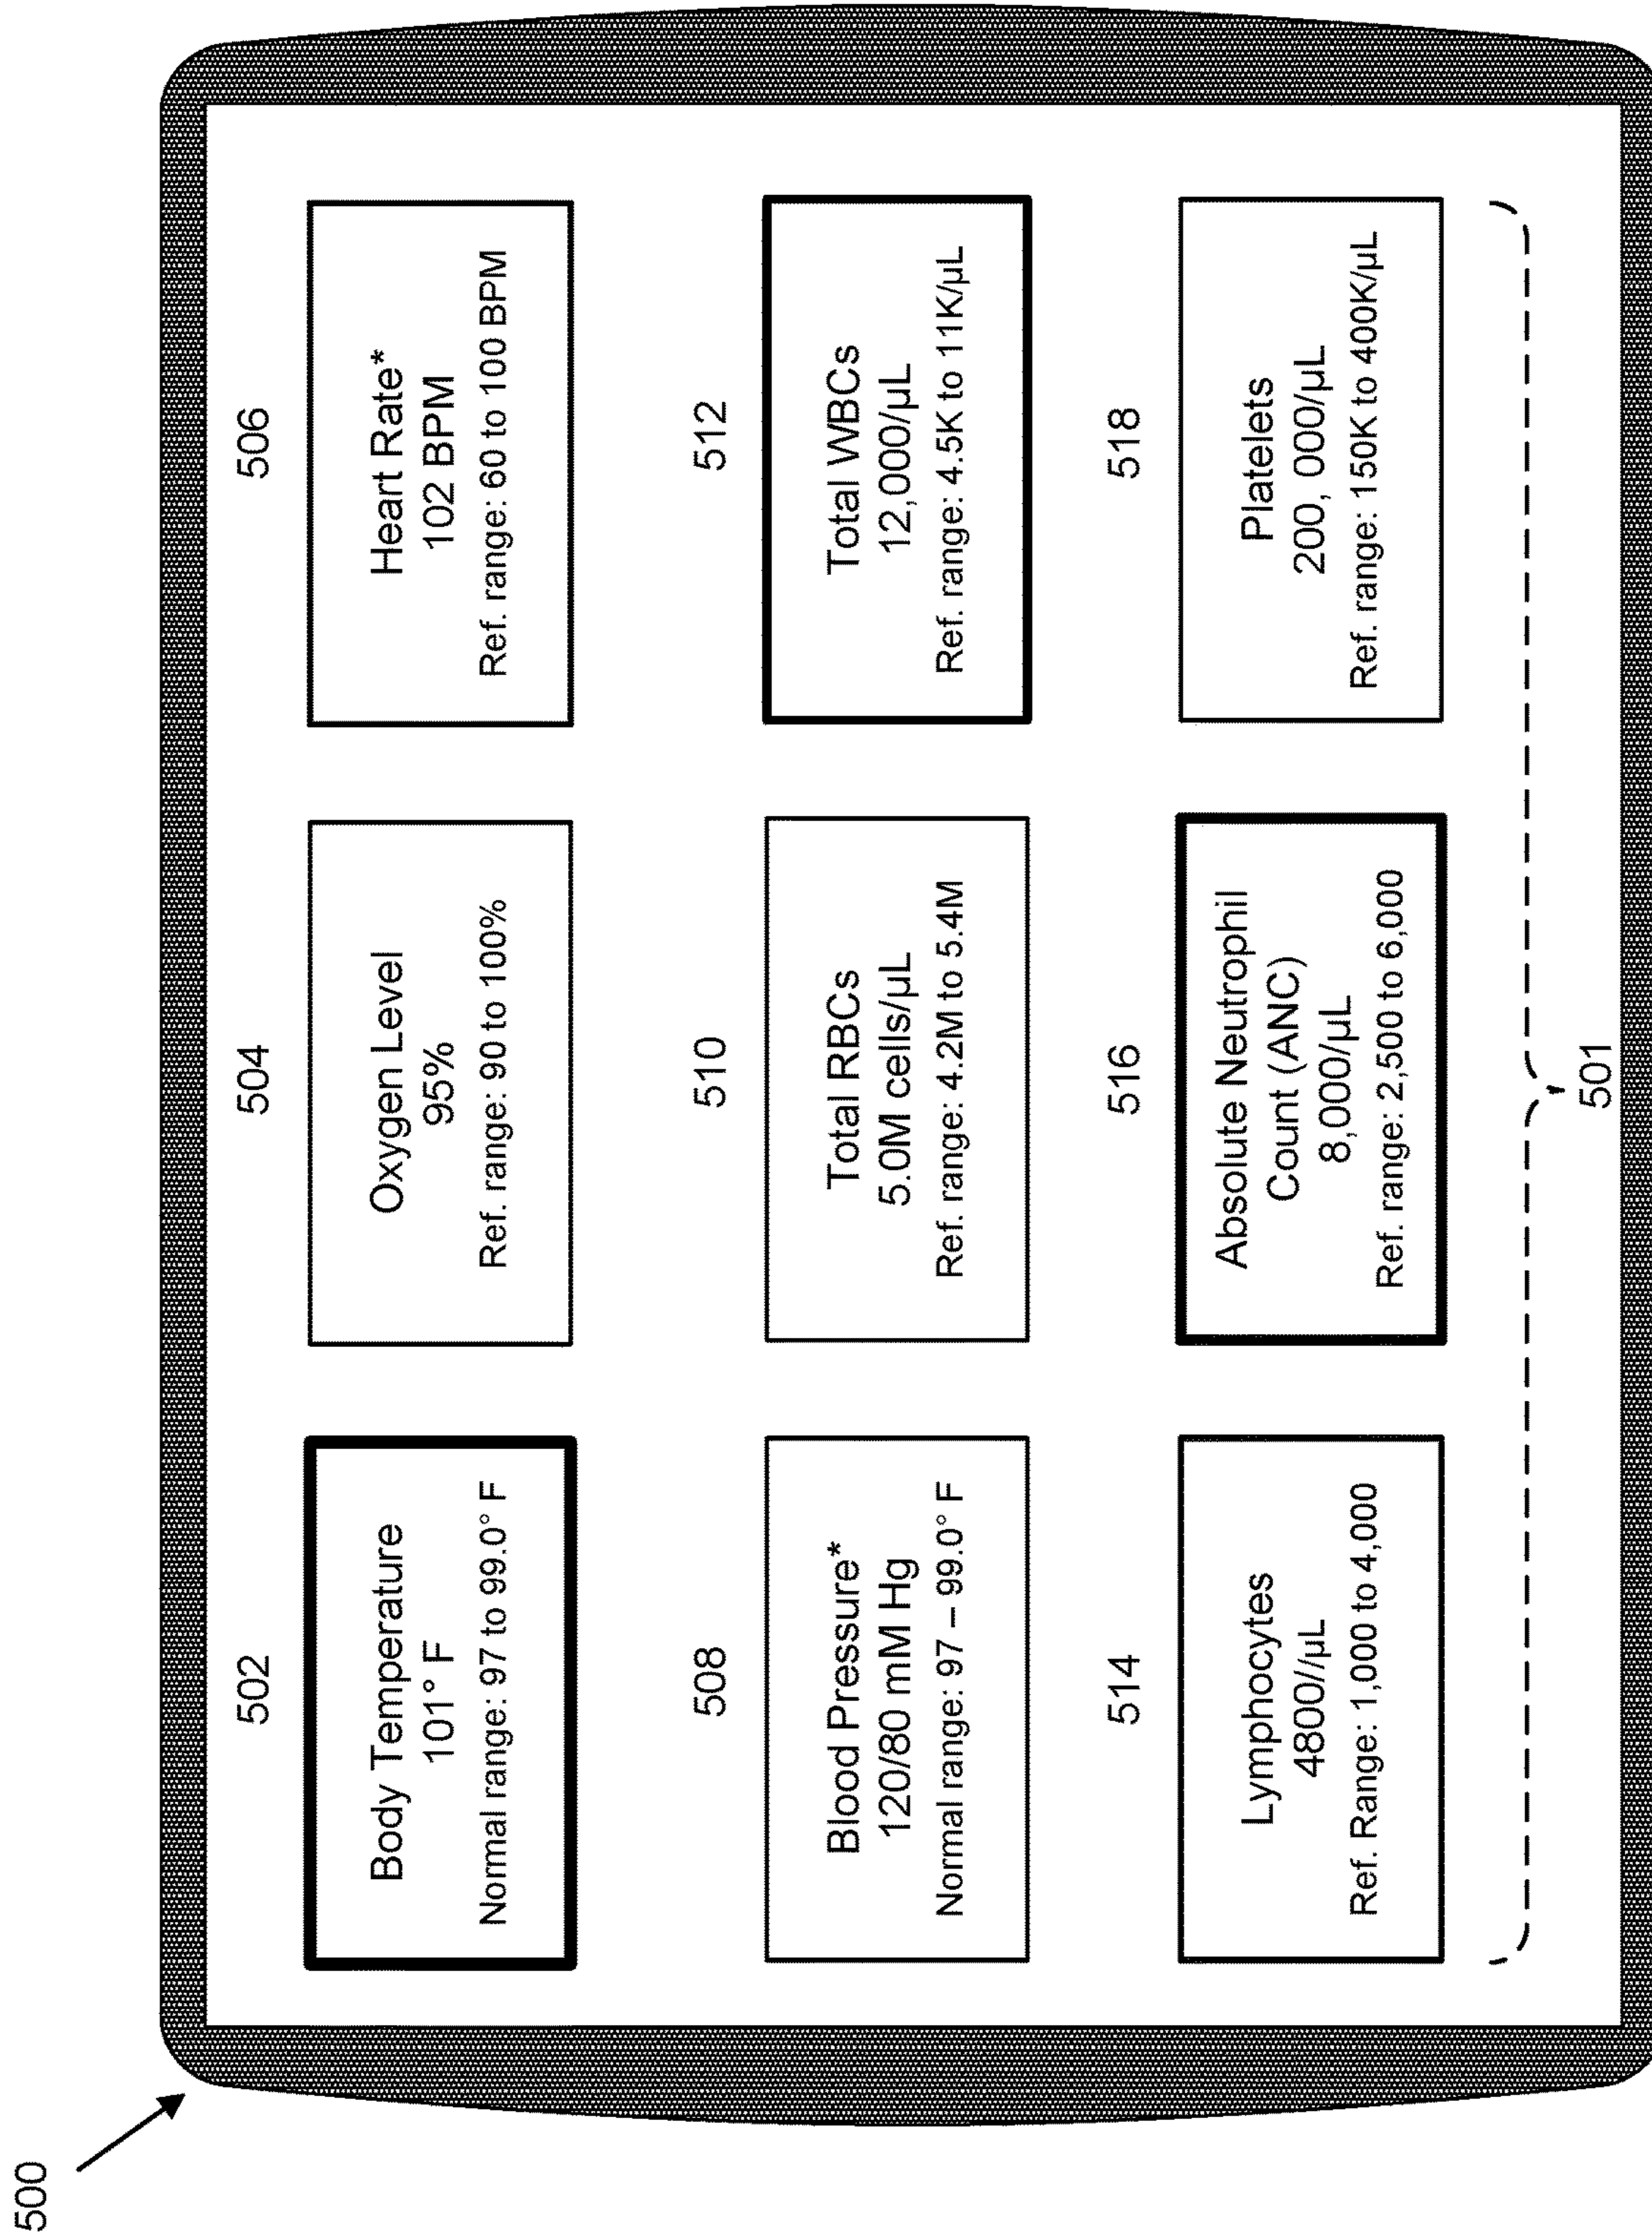 500
502
504
506
Body Temperature
101° F
Normal range: 97 to 99.0° F
Oxygen Level
95%
Ref. range: 90 to 100%
Heart Rate*
102 BPM
Ref. range: 60 to 100 BPM
508
510
512
Blood Pressure*
120/80 mM Hg
Normal range: 97 – 99.0° F
Total RBCs
5.0M cells/µL
Ref. range: 4.2M to 5.4M
Total WBCs
12,000/µL
Ref. range: 4.5K to 11K/µL
514
516
518
Lymphocytes
4800//µL
Ref. Range: 1,000 to 4,000
Absolute Neutrophil
Count (ANC)
8,000/µL
Ref. range: 2,500 to 6,000
Platelets
200, 000/µL
Ref. range: 150K to 400K/µL
501